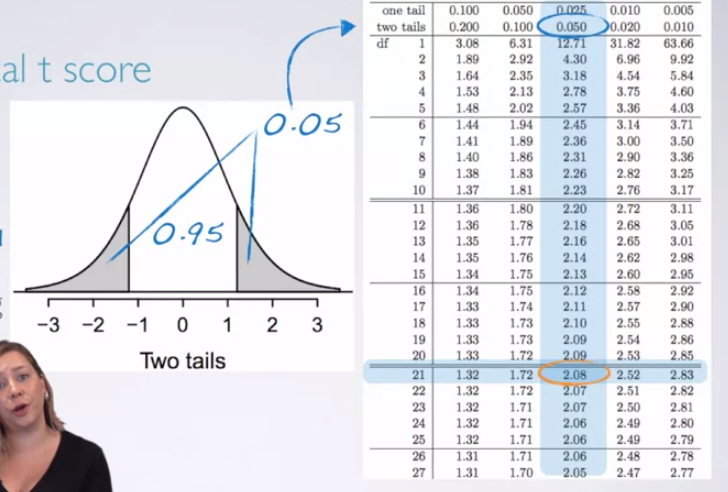 al t score
0.05
0.95
−3 −2 −1 0 1 2 3
Two tails
one tail 0.100 0.050 0.025 0.010 0.005
two tails 0.200 0.100 0.050 0.020 0.010
df 1 3.08 6.31 12.71 31.82 63.66
2 1.89 2.92 4.30 6.96 9.92
3 1.64 2.35 3.18 4.54 5.84
4 1.53 2.13 2.78 3.75 4.60
5 1.48 2.02 2.57 3.36 4.03
6 1.44 1.94 2.45 3.14 3.71
7 1.41 1.89 2.36 3.00 3.50
8 1.40 1.86 2.31 2.90 3.36
9 1.38 1.83 2.26 2.82 3.25
10 1.37 1.81 2.23 2.76 3.17
11 1.36 1.80 2.20 2.72 3.11
12 1.36 1.78 2.18 2.68 3.05
13 1.35 1.77 2.16 2.65 3.01
14 1.35 1.76 2.14 2.62 2.98
15 1.34 1.75 2.13 2.60 2.95
16 1.34 1.75 2.12 2.58 2.92
17 1.33 1.74 2.11 2.57 2.90
18 1.33 1.73 2.10 2.55 2.88
19 1.33 1.73 2.09 2.54 2.86
20 1.33 1.72 2.09 2.53 2.85
21 1.32 1.72 2.08 2.52 2.83
22 1.32 1.72 2.07 2.51 2.82
23 1.32 1.71 2.07 2.50 2.81
24 1.32 1.71 2.06 2.49 2.80
25 1.32 1.71 2.06 2.49 2.79
26 1.31 1.71 2.06 2.48 2.78
27 1.31 1.70 2.05 2.47 2.77